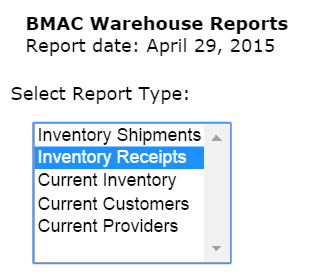 BMAC Warehouse Reports
Report date: April 29, 2015
Select Report Type:
Inventory Shipments
Inventory Receipts
Current Inventory
Current Customers
Current Providers